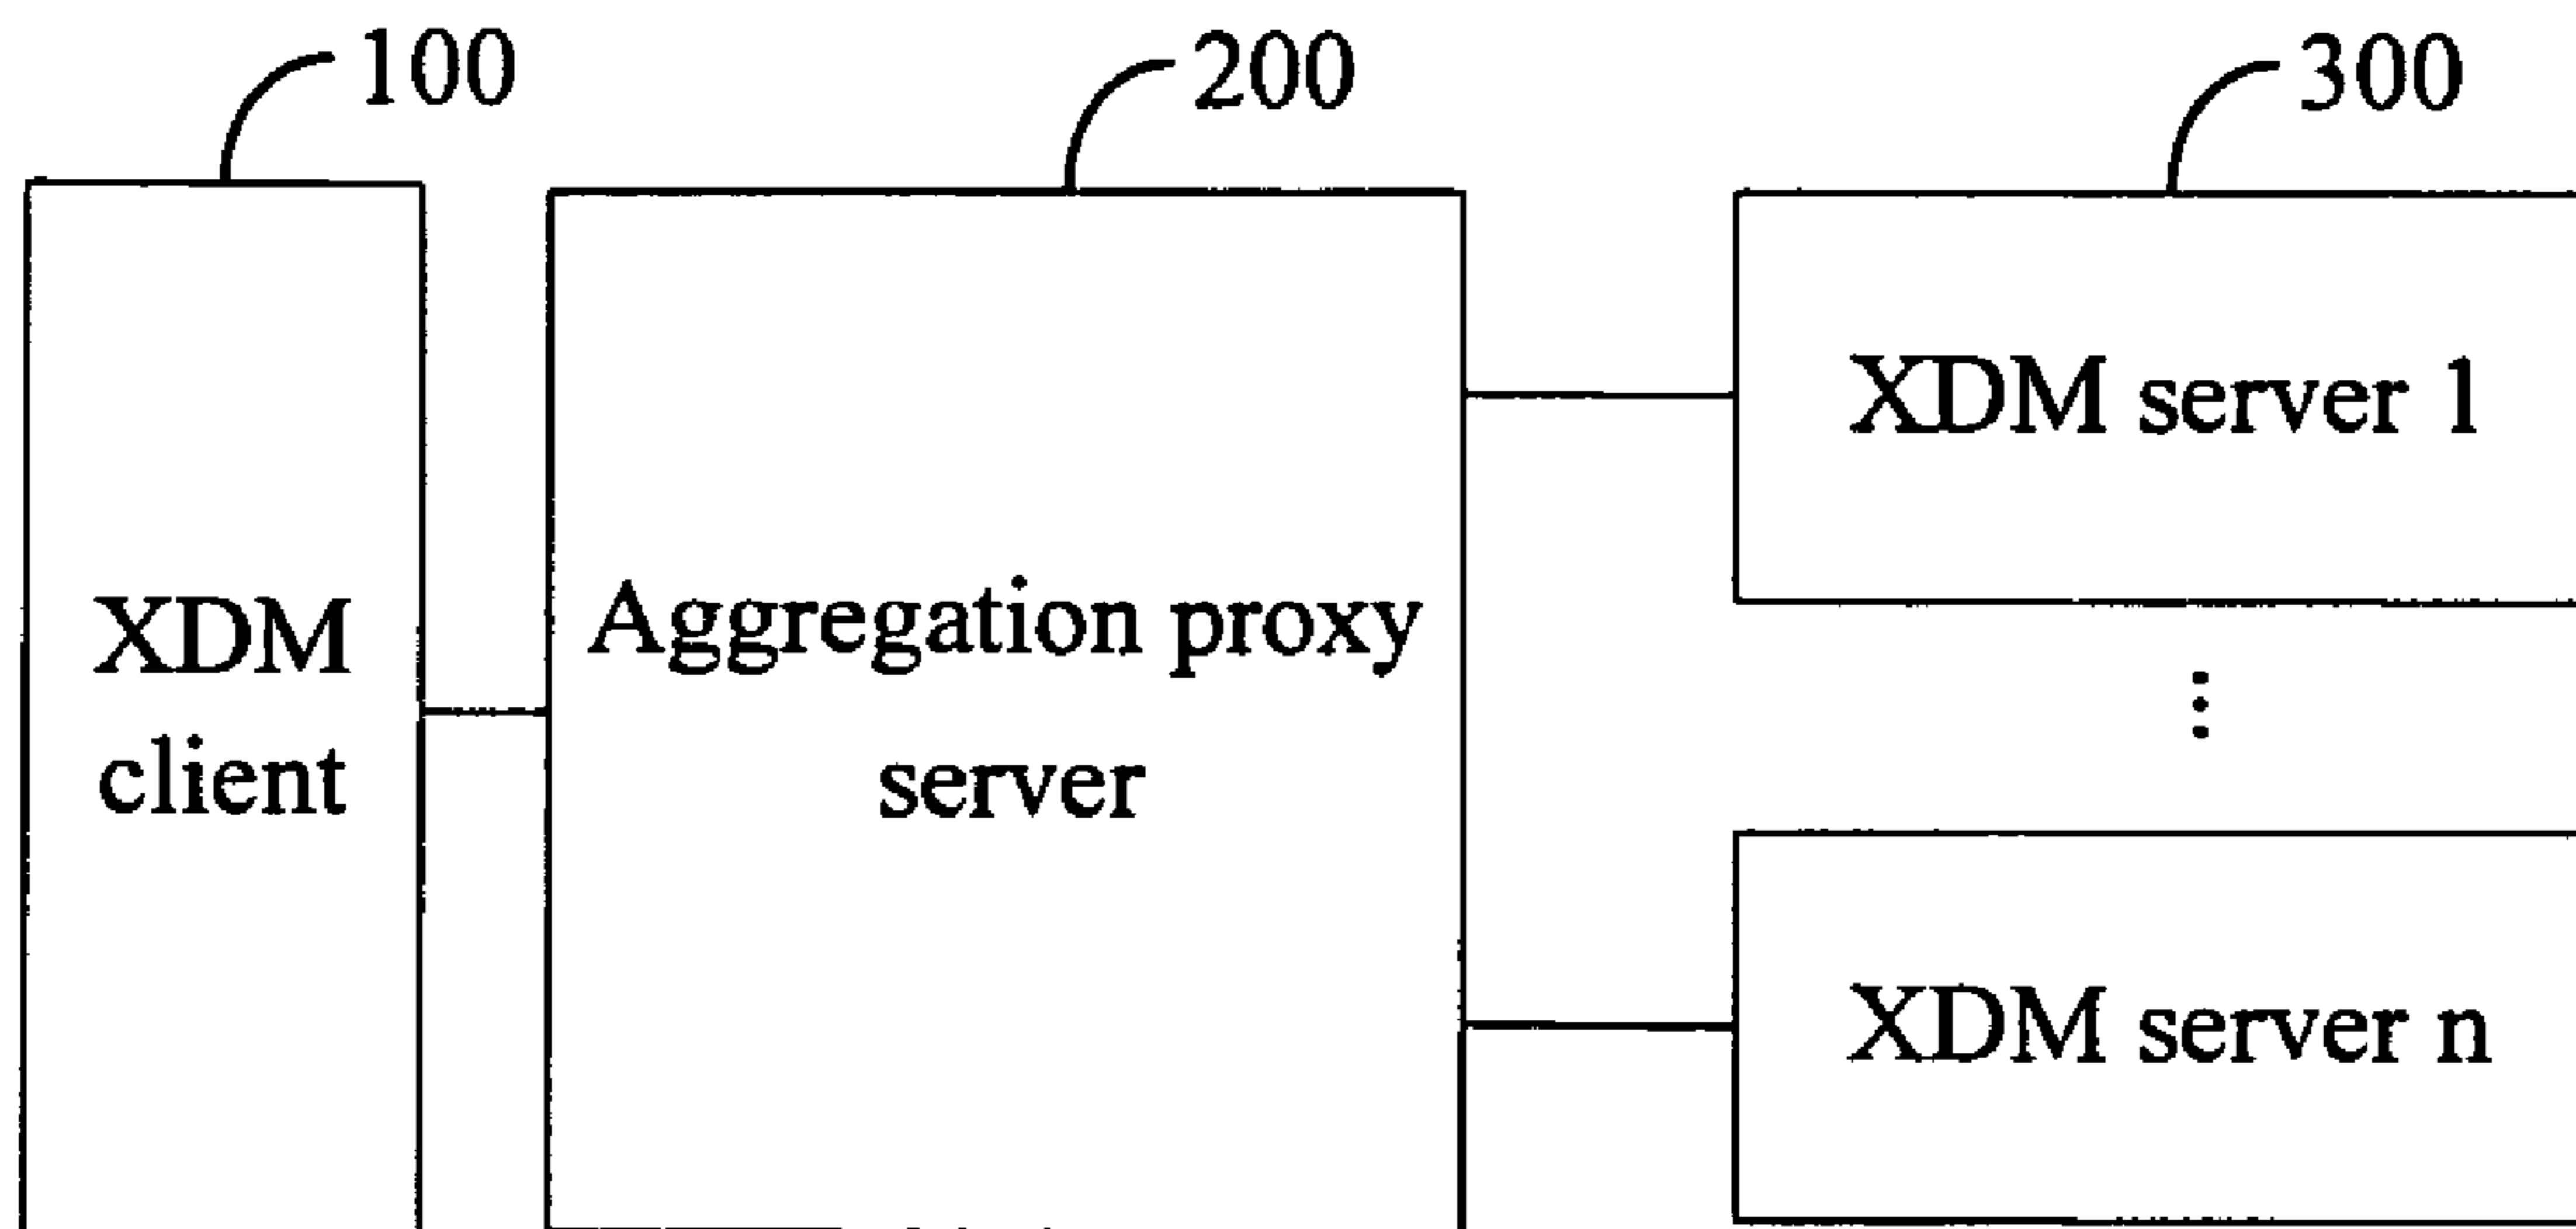 100
200
300
XDM
client
Aggregation proxy
server
XDM server 1
⋮
XDM server n